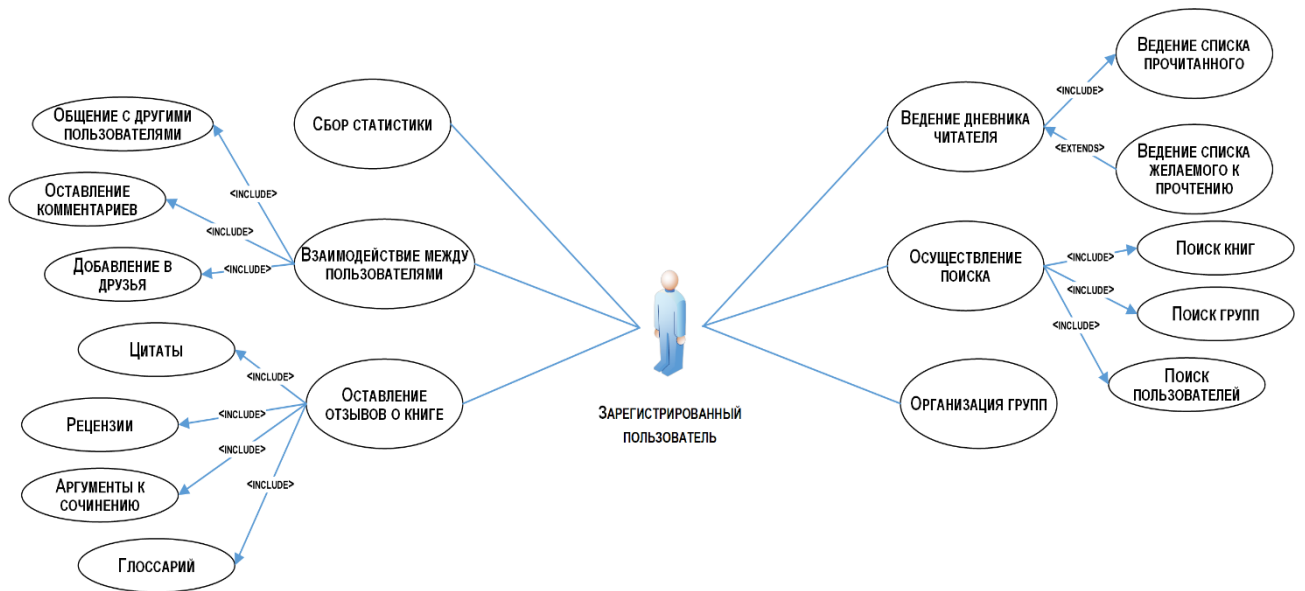 Ведение списка
прочитанного
<include>
Ведение дневника
читателя
<extends>
Ведение списка
желаемого к
прочтению
Общение с другими
пользователями
Сбор статистики
<include>
Оставление
комментариев
<include>
Взаимодействие между
пользователями
<include>
Добавление в
друзья
Осуществление
поиска
<include>
Поиск книг
<include>
Поиск групп
<include>
Поиск
пользователей
Цитаты
<include>
Оставление
отзывов о книге
<include>
Рецензии
<include>
Аргументы к
сочинению
<include>
Глоссарий
Зарегистрированный
пользователь
Организация групп